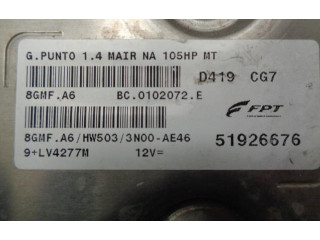 G.PUNTO 1.4 MAIR NA 105HP MT
D419 CG7
8GMF.A6 BC.0102072.E
FPT
8GMF.A6/HW503/3N00-AE46 51926676
9+LV4277M 12V=